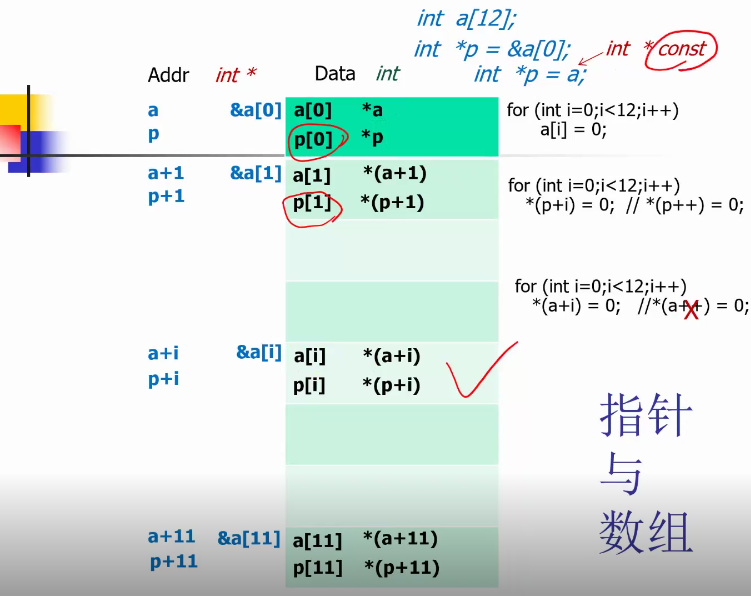 int a[12];
int *p = &a[0];
int * const
int *p = a;
Addr int * Data int
a &a[0] a[0] *a
p p[0] *p
for (int i=0;i<12;i++)
a[i] = 0;
a+1 &a[1] a[1] *(a+1)
p+1 p[1] *(p+1)
for (int i=0;i<12;i++)
*(p+i) = 0; // *(p++) = 0;
for (int i=0;i<12;i++)
*(a+i) = 0; //*(a++) = 0;
X
a+i &a[i] a[i] *(a+i)
p+i p[i] *(p+i)
指针
与
数组
a+11 &a[11] a[11] *(a+11)
p+11 p[11] *(p+11)